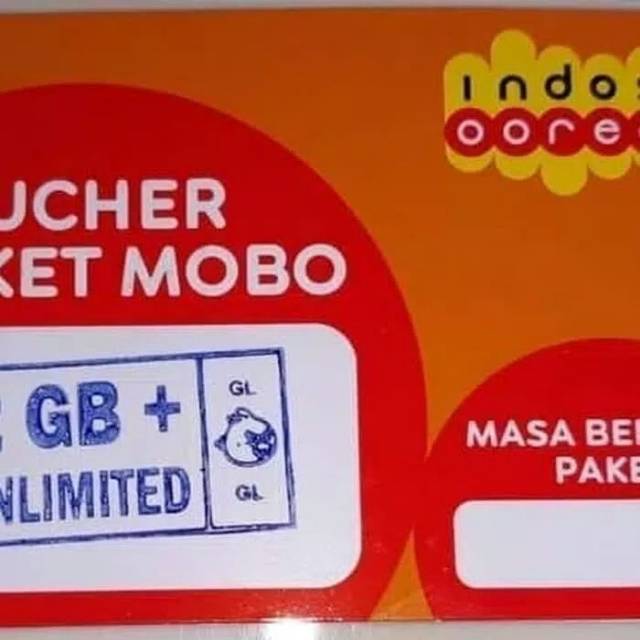 indos
oore
UCHER
KET MOBO
GB +
NLIMITED
GL
GL
MASA BE
PAKE